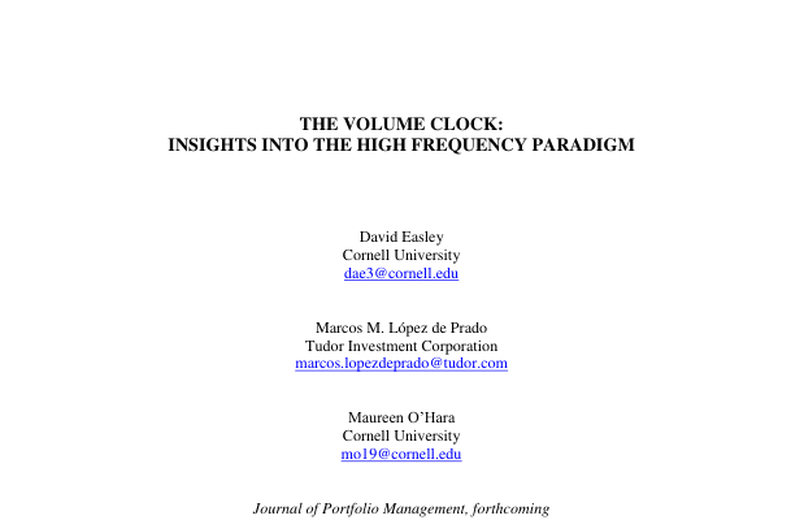 THE VOLUME CLOCK:
INSIGHTS INTO THE HIGH FREQUENCY PARADIGM
David Easley
Cornell University
dae3@cornell.edu
Marcos M. López de Prado
Tudor Investment Corporation
marcos.lopezdeprado@tudor.com
Maureen O’Hara
Cornell University
mo19@cornell.edu
Journal of Portfolio Management, forthcoming